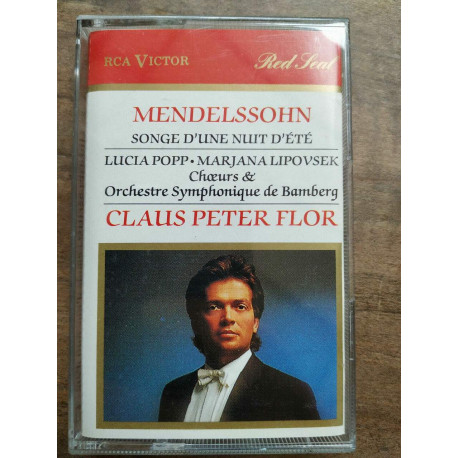 RCA VICTOR Red Seal
MENDELSSOHN
SONGE D'UNE NUIT D'ÉTÉ
LUCIA POPP • MARJANA LIPOVSEK
Chœurs &
Orchestre Symphonique de Bamberg
CLAUS PETER FLOR